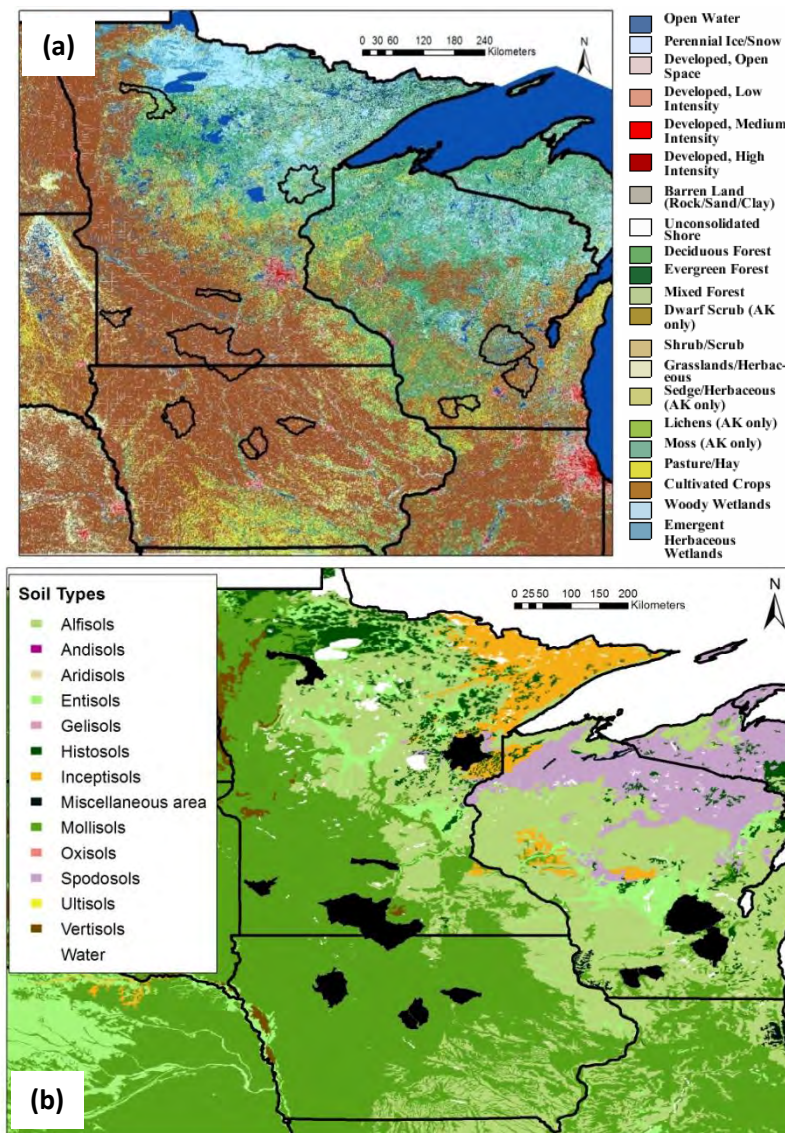 (a)
0 30 60 120 180 240
Kilometers
N
Open Water
Perennial Ice/Snow
Developed, Open
Space
Developed, Low
Intensity
Developed, Medium
Intensity
Developed, High
Intensity
Barren Land
(Rock/Sand/Clay)
Unconsolidated
Shore
Deciduous Forest
Evergreen Forest
Mixed Forest
Dwarf Scrub (AK
only)
Shrub/Scrub
Grasslands/Herbac-
eous
Sedge/Herbaceous
(AK only)
Lichens (AK only)
Moss (AK only)
Pasture/Hay
Cultivated Crops
Woody Wetlands
Emergent
Herbaceous
Wetlands
Soil Types
Alfisols
Andisols
Aridisols
Entisols
Gelisols
Histosols
Inceptisols
Miscellaneous area
Mollisols
Oxisols
Spodosols
Ultisols
Vertisols
Water
0 25 50 100 150 200
Kilometers
N
(b)